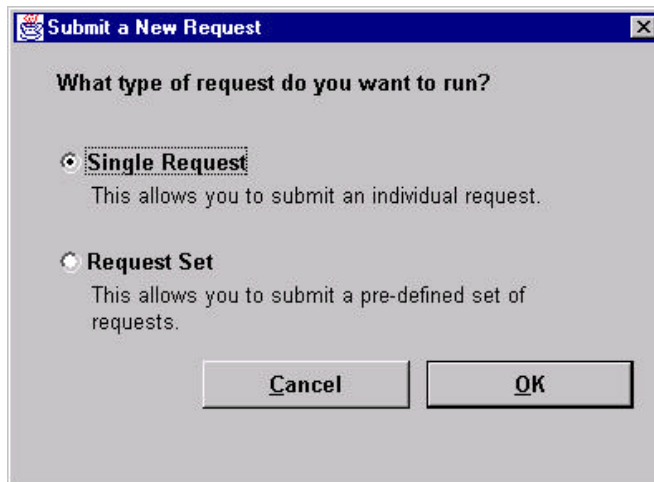 Submit a New Request
What type of request do you want to run?
Single Request
This allows you to submit an individual request.
Request Set
This allows you to submit a pre-defined set of
requests.
Cancel OK